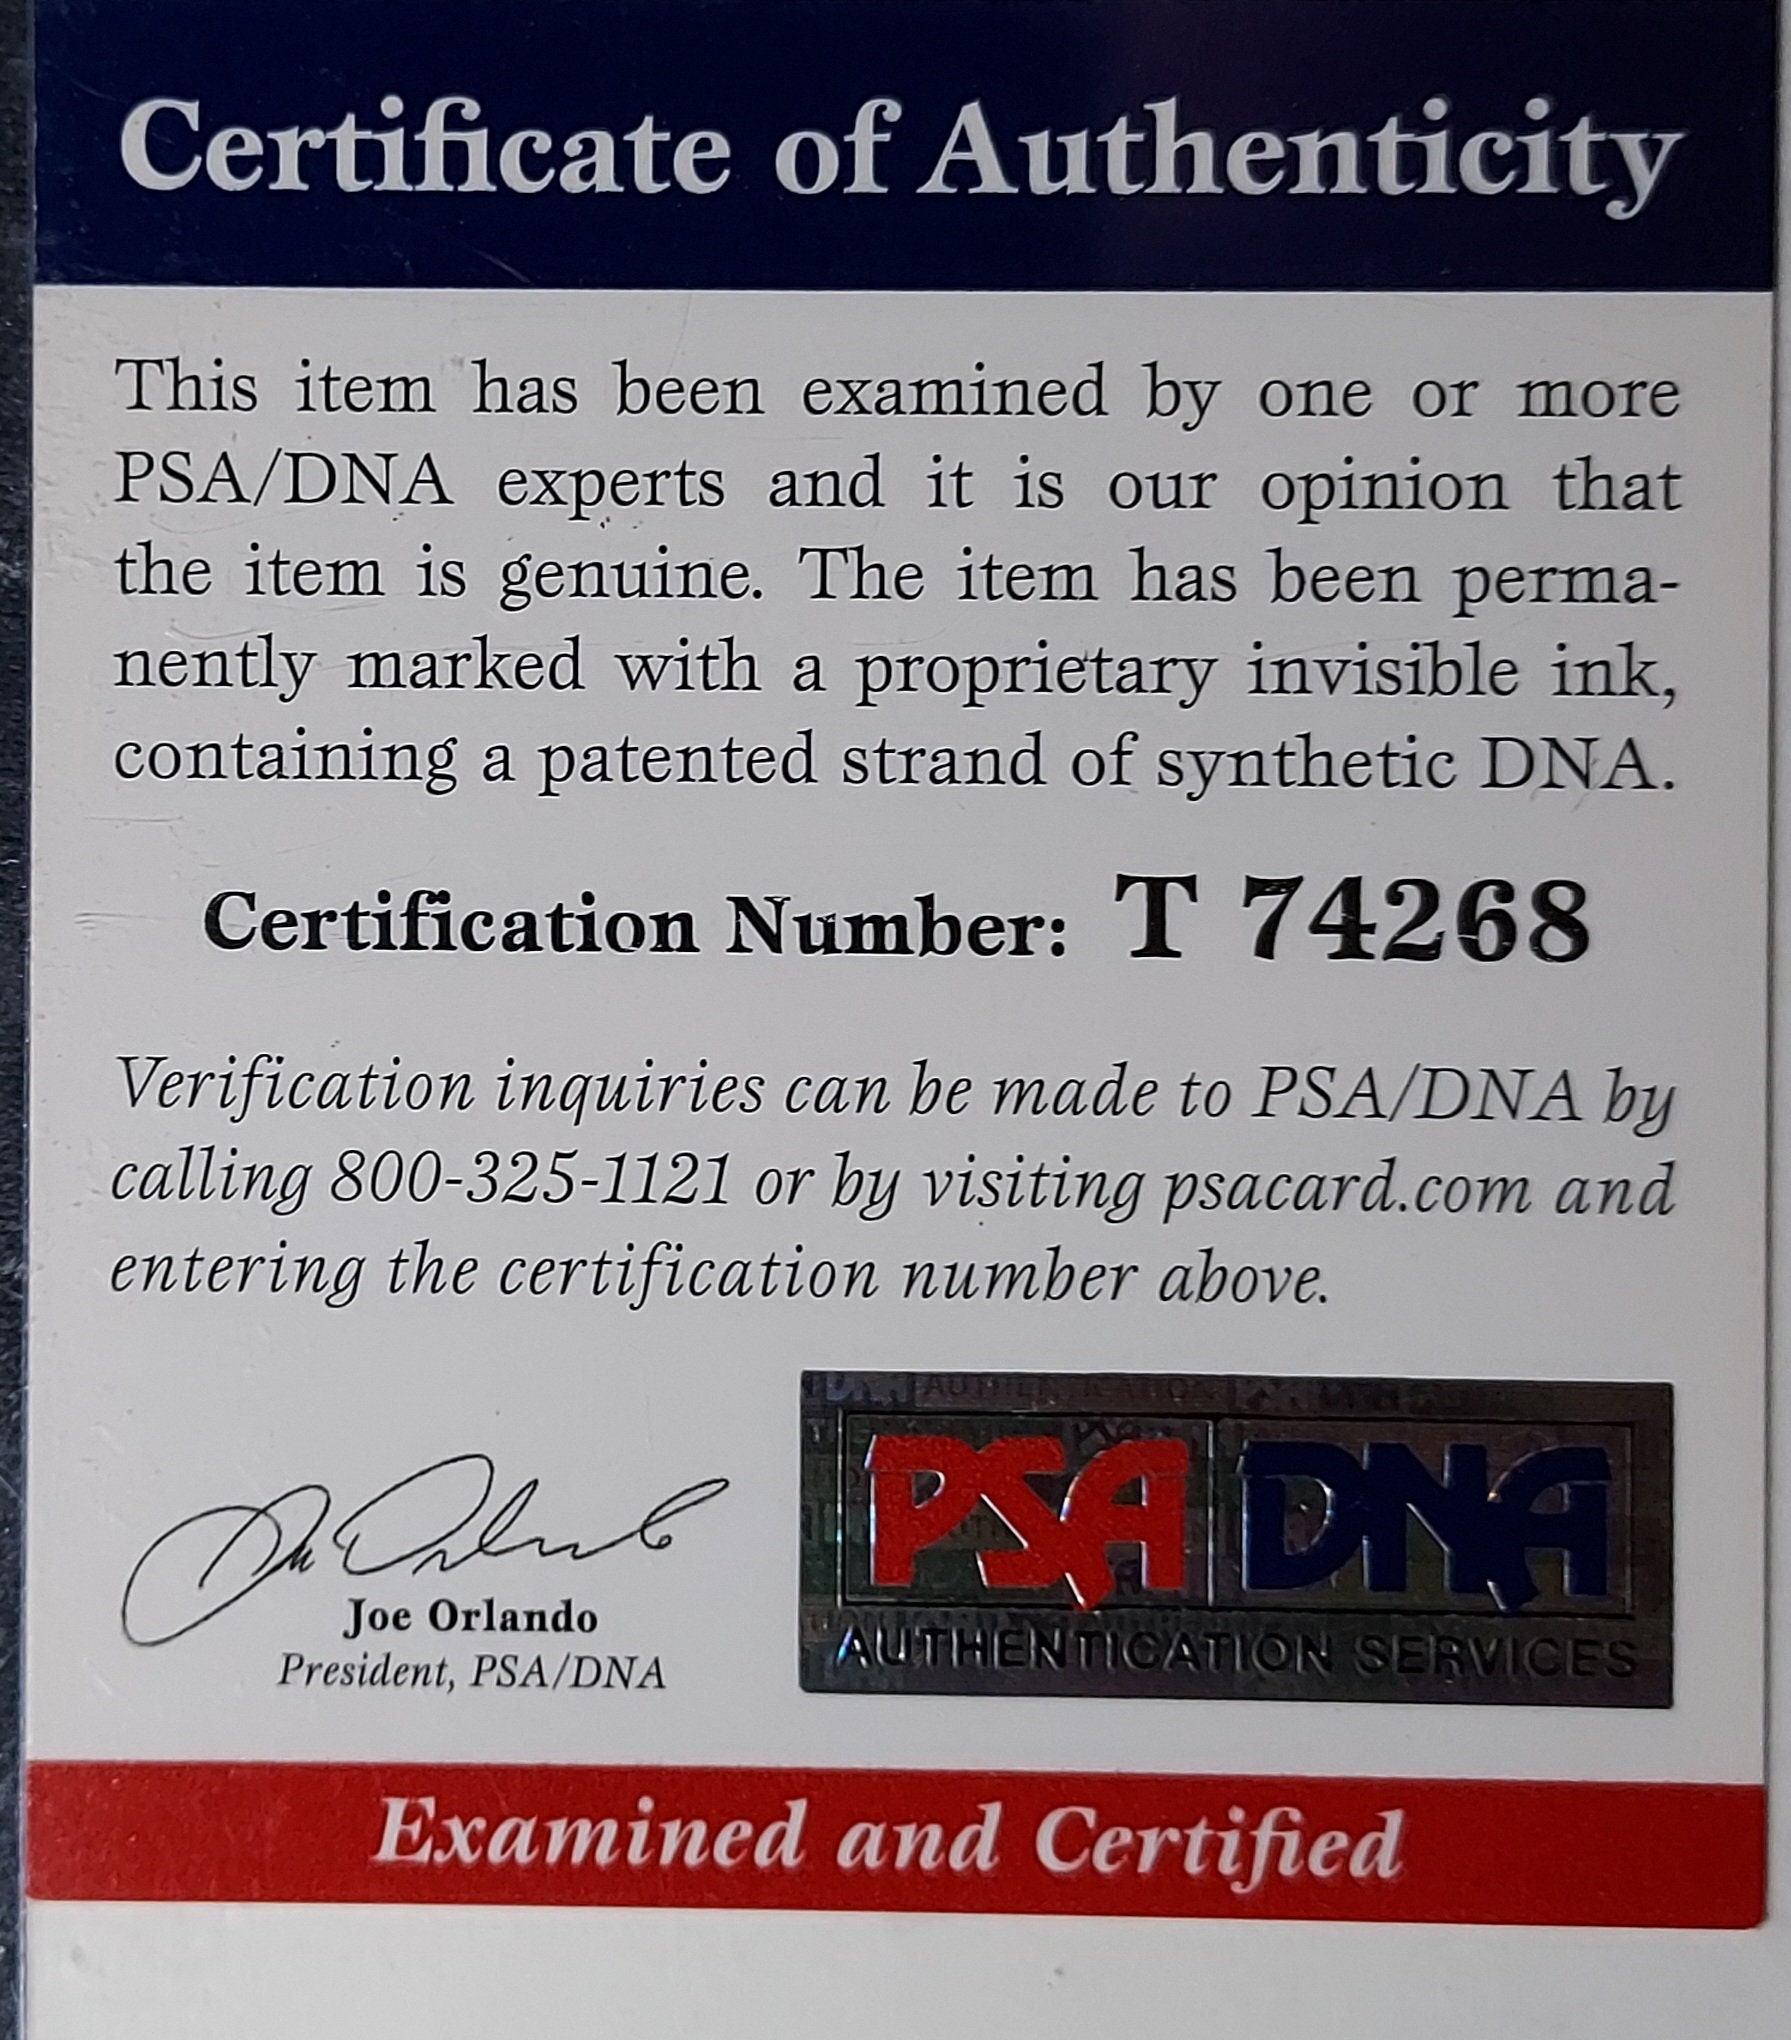 Certificate of Authenticity
This item has been examined by one or more
PSA/DNA experts and it is our opinion that
the item is genuine. The item has been perma-
nently marked with a proprietary invisible ink,
containing a patented strand of synthetic DNA.
Certification Number: T 74268
Verification inquiries can be made to PSA/DNA by
calling 800-325-1121 or by visiting psacard.com and
entering the certification number above.
Joe Orlando
President, PSA/DNA
PSA DNA
AUTHENTICATION SERVICES
Examined and Certified